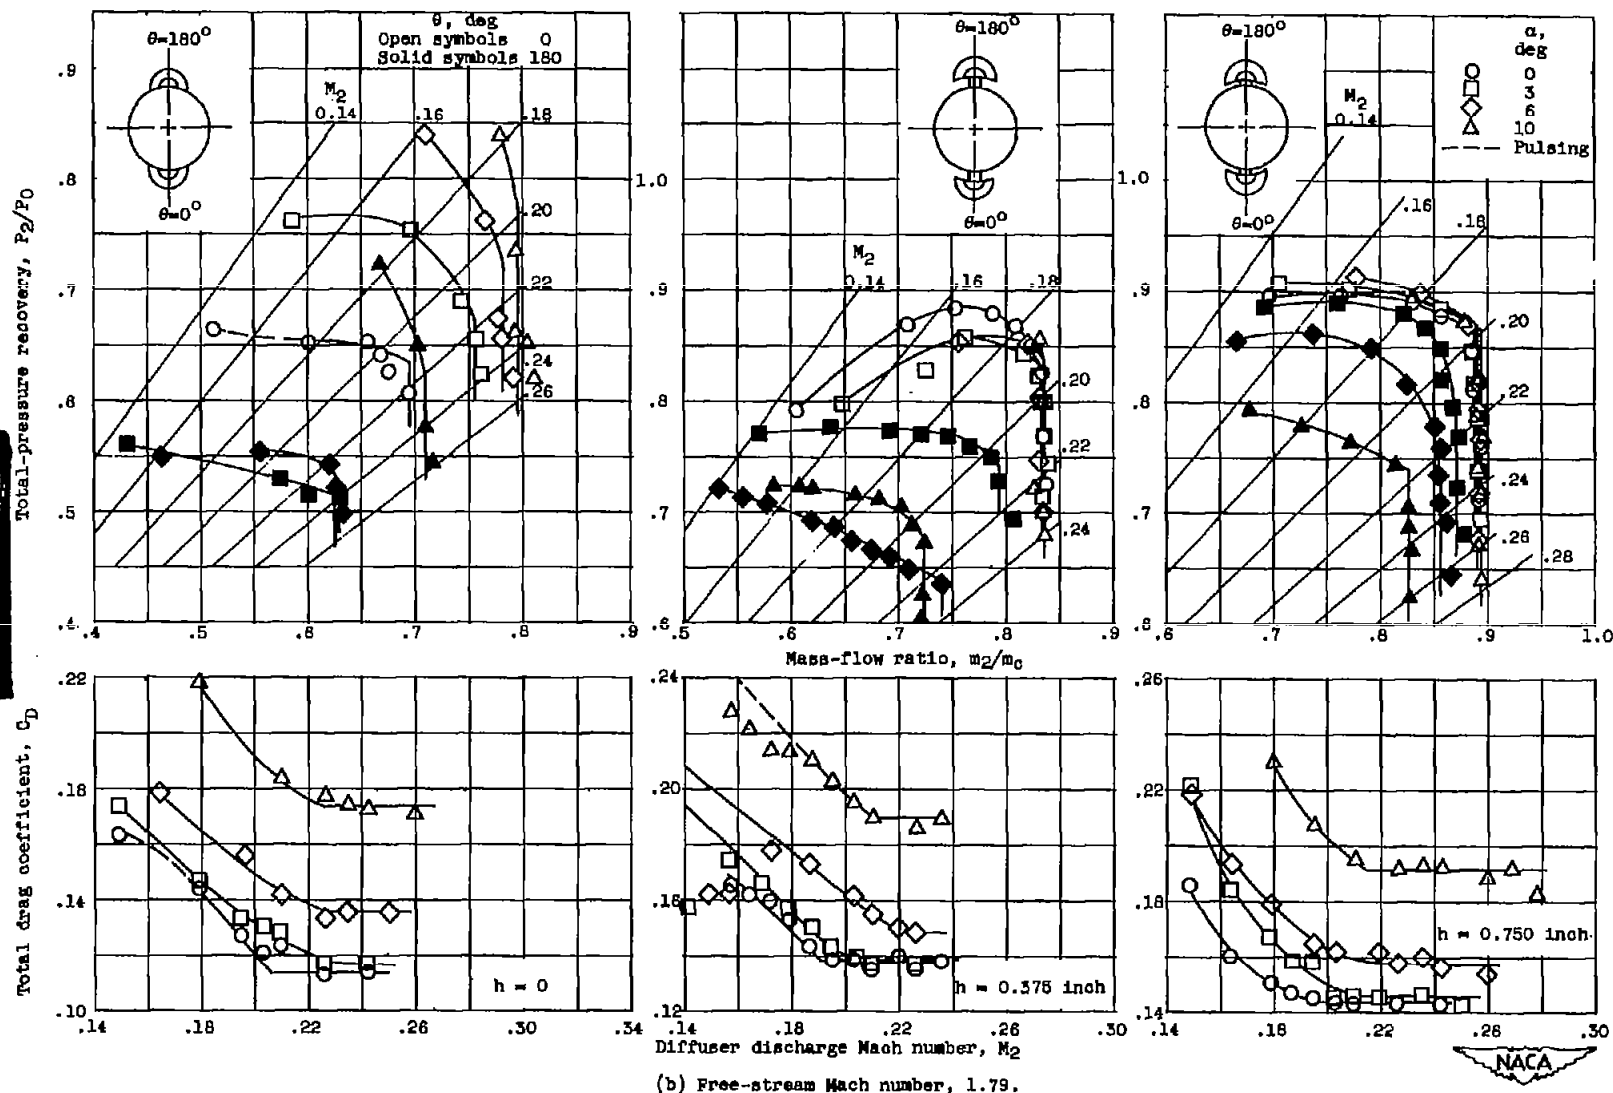 θ, deg
Open symbols 0
Solid symbols 180
θ=180°
θ=0°
M2
0.14
.16
.18
.20
.22
.24
.26
.9
.8
.7
.6
.5
.4
Total-pressure recovery, P2/P0
.4 .5 .6 .7 .8 .9
θ=180°
θ=0°
M2
0.14
.16
.18
.20
.22
.24
1.0
.9
.8
.7
.6
.5 .6 .7 .8 .9
Mass-flow ratio, m2/mc
θ=180°
θ=0°
α,
deg
0
3
6
10
Pulsing
M2
0.14
.16
.18
.20
.22
.24
.26
.28
1.0
.9
.8
.7
.6
.6 .7 .8 .9 1.0
Total drag coefficient, CD
.22
.18
.14
.10
h = 0
.14 .18 .22 .26 .30 .34
.24
.20
.16
.12
h = 0.375 inch
.14 .18 .22 .26 .30
.26
.22
.18
.14
h = 0.750 inch
.14 .18 .22 .26 .30
Diffuser discharge Mach number, M2
(b) Free-stream Mach number, 1.79.
NACA